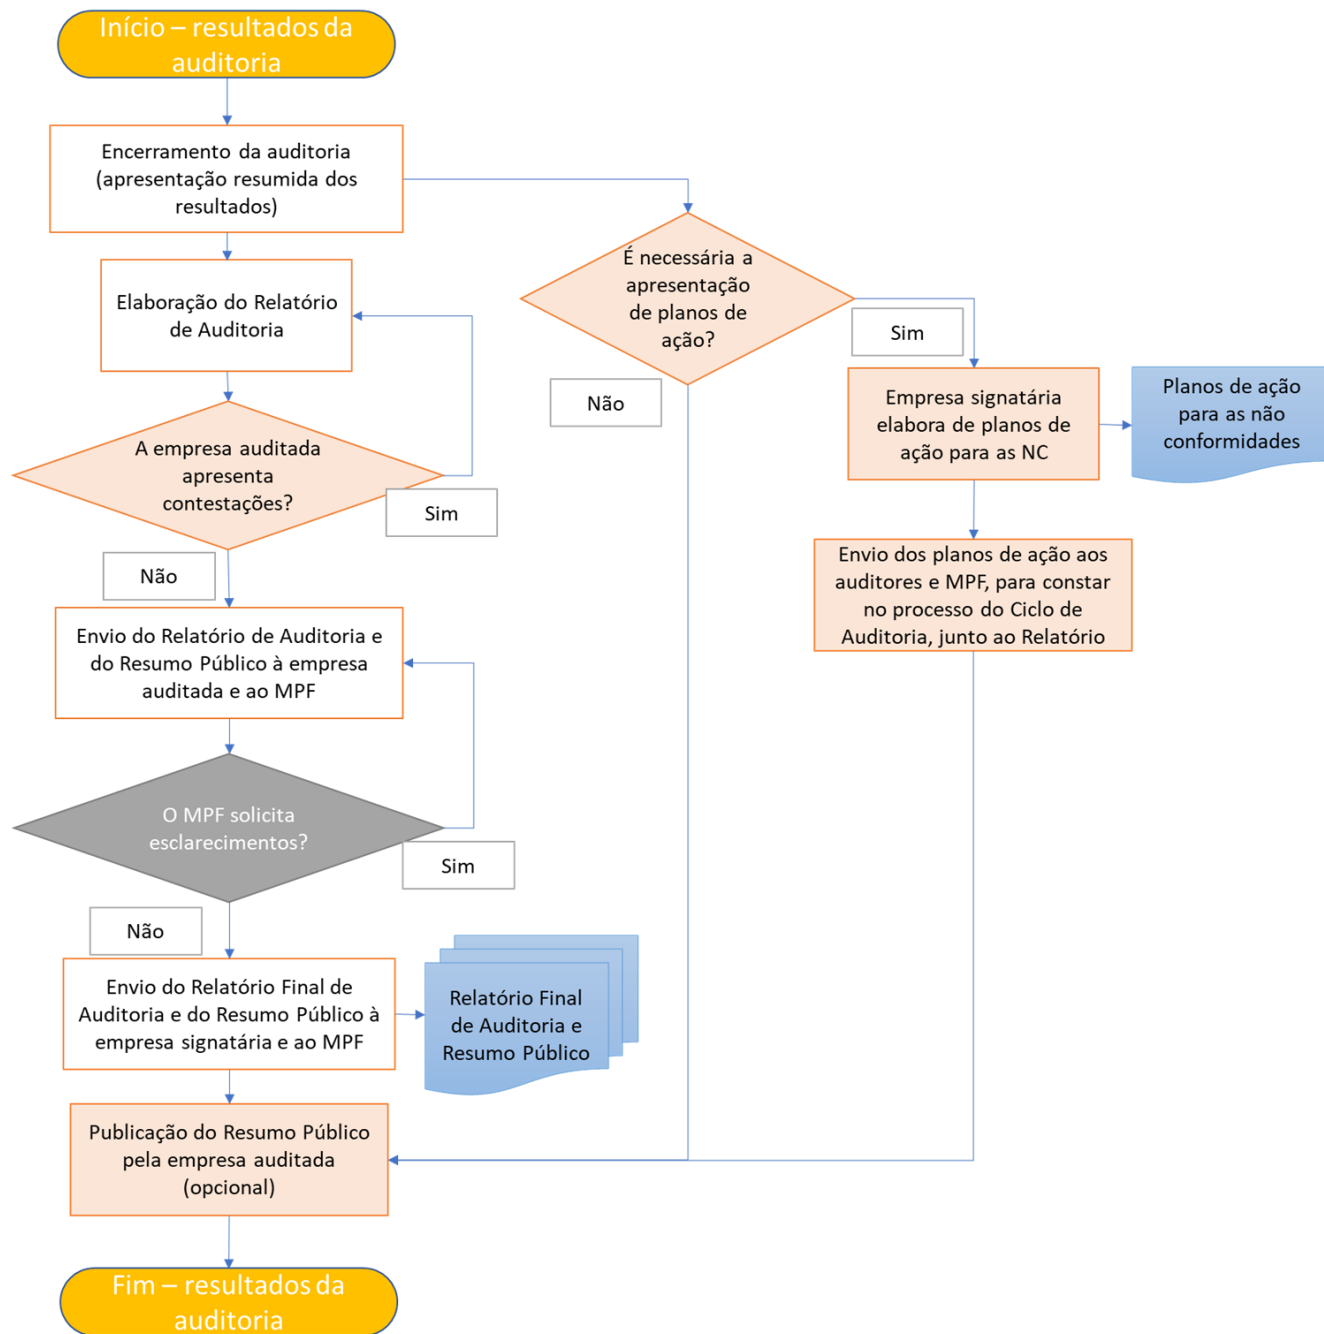 Início – resultados da
auditoria
Encerramento da auditoria
(apresentação resumida dos
resultados)
Elaboração do Relatório
de Auditoria
A empresa auditada
apresenta
contestações?
Sim
Não
Envio do Relatório de Auditoria e
do Resumo Público à empresa
auditada e ao MPF
O MPF solicita
esclarecimentos?
Sim
Não
Envio do Relatório Final de
Auditoria e do Resumo Público à
empresa signatária e ao MPF
Relatório Final
de Auditoria e
Resumo Público
Publicação do Resumo Público
pela empresa auditada
(opcional)
Fim – resultados da
auditoria
É necessária a
apresentação
de planos de
ação?
Sim
Não
Empresa signatária
elabora de planos de
ação para as NC
Planos de ação
para as não
conformidades
Envio dos planos de ação aos
auditores e MPF, para constar
no processo do Ciclo de
Auditoria, junto ao Relatório